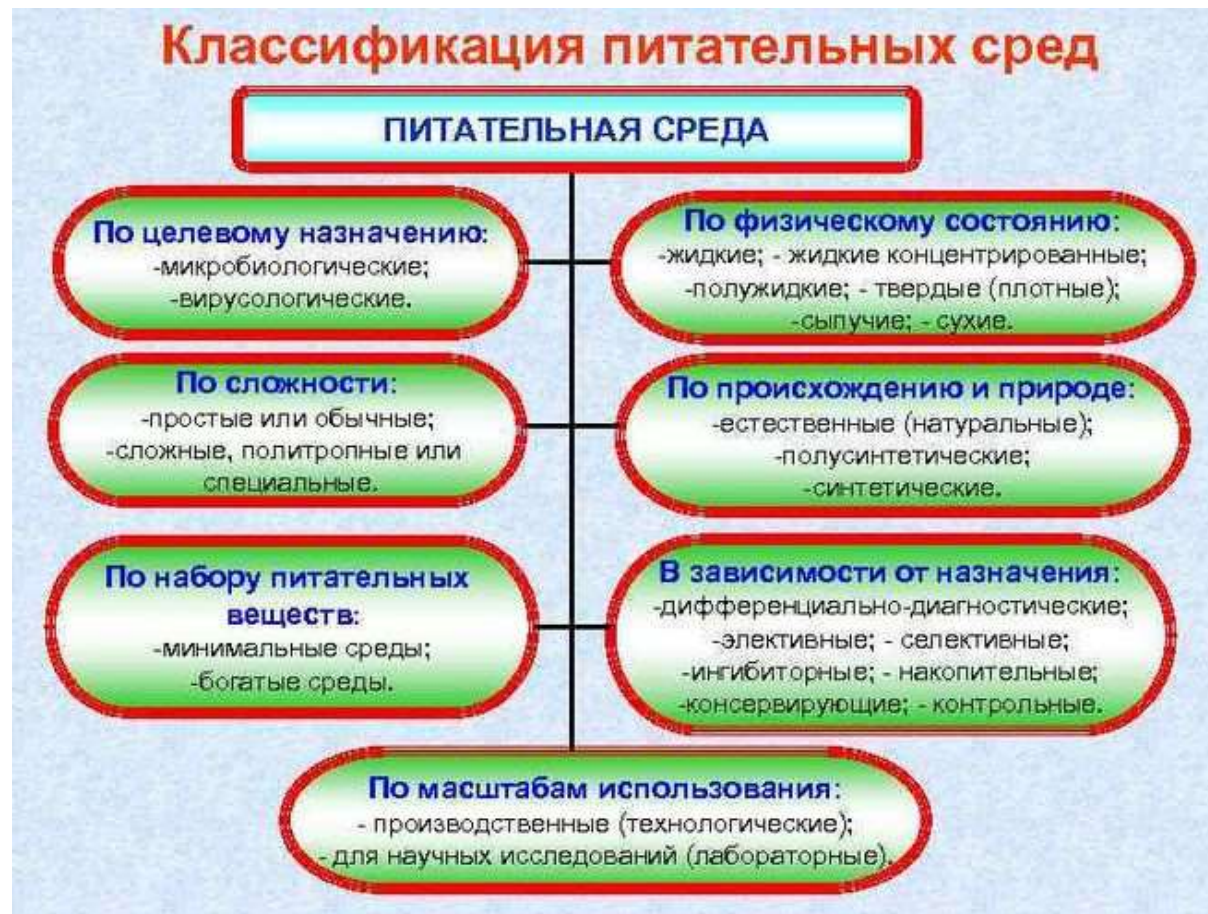 Классификация питательных сред
ПИТАТЕЛЬНАЯ СРЕДА
По целевому назначению:
-микробиологические;
-вирусологические.
По физическому состоянию:
-жидкие; - жидкие концентрированные;
-полужидкие; - твердые (плотные);
-сыпучие; - сухие.
По сложности:
-простые или обычные;
-сложные, политропные или
специальные.
По происхождению и природе:
-естественные (натуральные);
-полусинтетические;
-синтетические.
По набору питательных
веществ:
-минимальные среды;
-богатые среды.
В зависимости от назначения:
-дифференциально-диагностические;
-элективные; - селективные;
-ингибиторные; - накопительные;
-консервирующие; - контрольные.
По масштабам использования:
- производственные (технологические);
- для научных исследований (лабораторные).